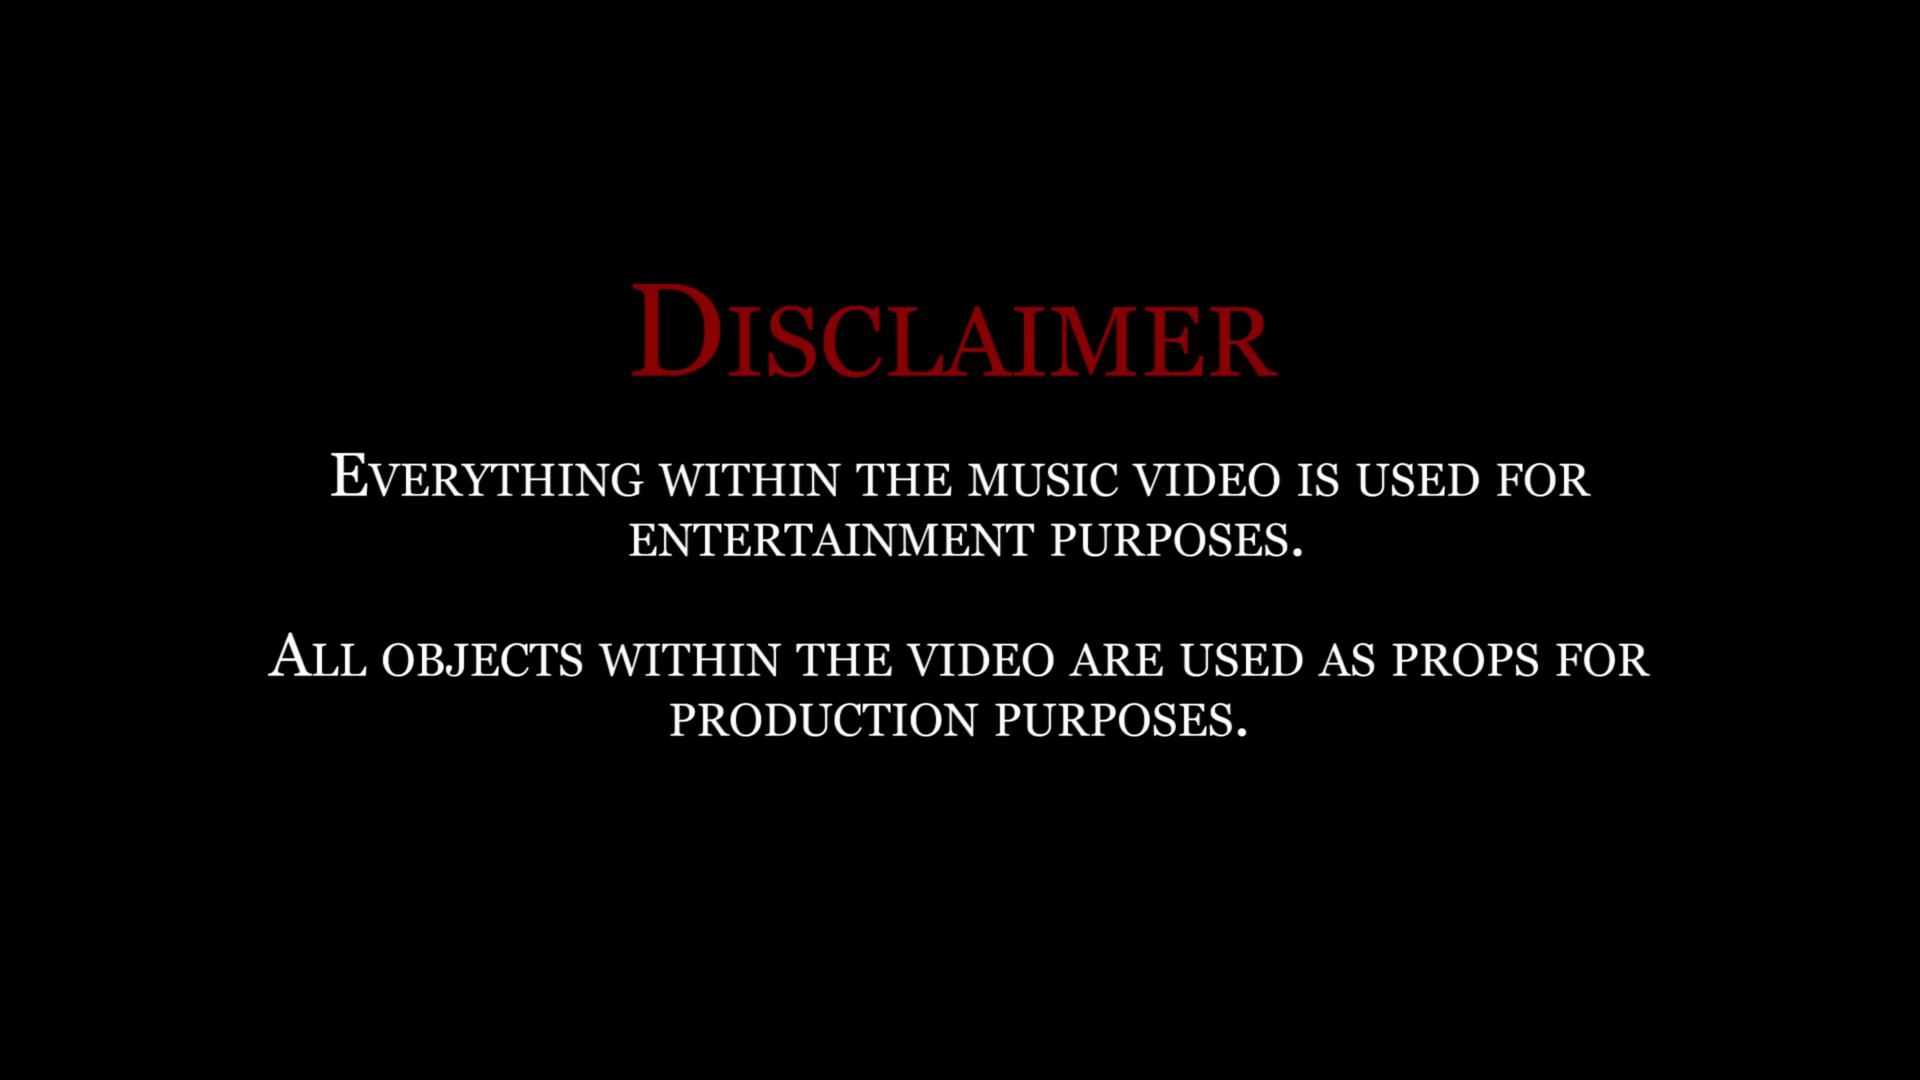 Disclaimer
Everything within the music video is used for
entertainment purposes.
All objects within the video are used as props for
production purposes.